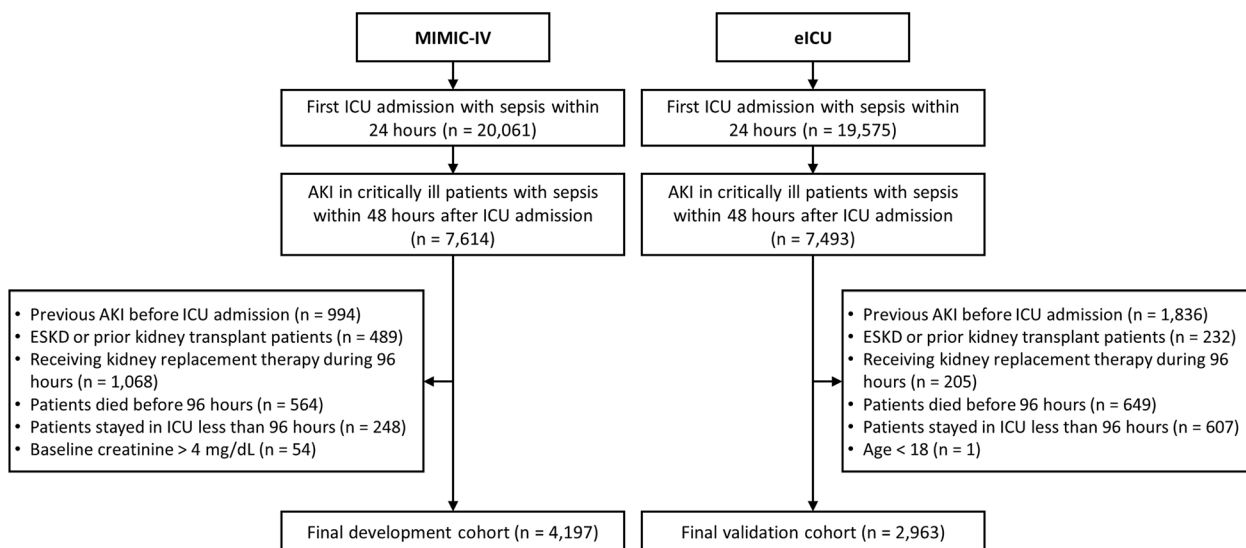 MIMIC-IV
First ICU admission with sepsis within
24 hours (n = 20,061)
AKI in critically ill patients with sepsis
within 48 hours after ICU admission
(n = 7,614)
• Previous AKI before ICU admission (n = 994)
• ESKD or prior kidney transplant patients (n = 489)
• Receiving kidney replacement therapy during 96
hours (n = 1,068)
• Patients died before 96 hours (n = 564)
• Patients stayed in ICU less than 96 hours (n = 248)
• Baseline creatinine > 4 mg/dL (n = 54)
Final development cohort (n = 4,197)
eICU
First ICU admission with sepsis within
24 hours (n = 19,575)
AKI in critically ill patients with sepsis
within 48 hours after ICU admission
(n = 7,493)
• Previous AKI before ICU admission (n = 1,836)
• ESKD or prior kidney transplant patients (n = 232)
• Receiving kidney replacement therapy during 96
hours (n = 205)
• Patients died before 96 hours (n = 649)
• Patients stayed in ICU less than 96 hours (n = 607)
• Age < 18 (n = 1)
Final validation cohort (n = 2,963)